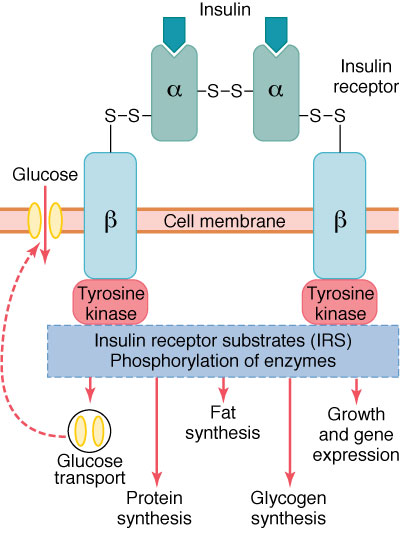 Insulin
α
α
Insulin
receptor
S–S
S–S
S–S
Glucose
β
Cell membrane
β
Tyrosine
kinase
Tyrosine
kinase
Insulin receptor substrates (IRS)
Phosphorylation of enzymes
Glucose
transport
Protein
synthesis
Fat
synthesis
Glycogen
synthesis
Growth
and gene
expression